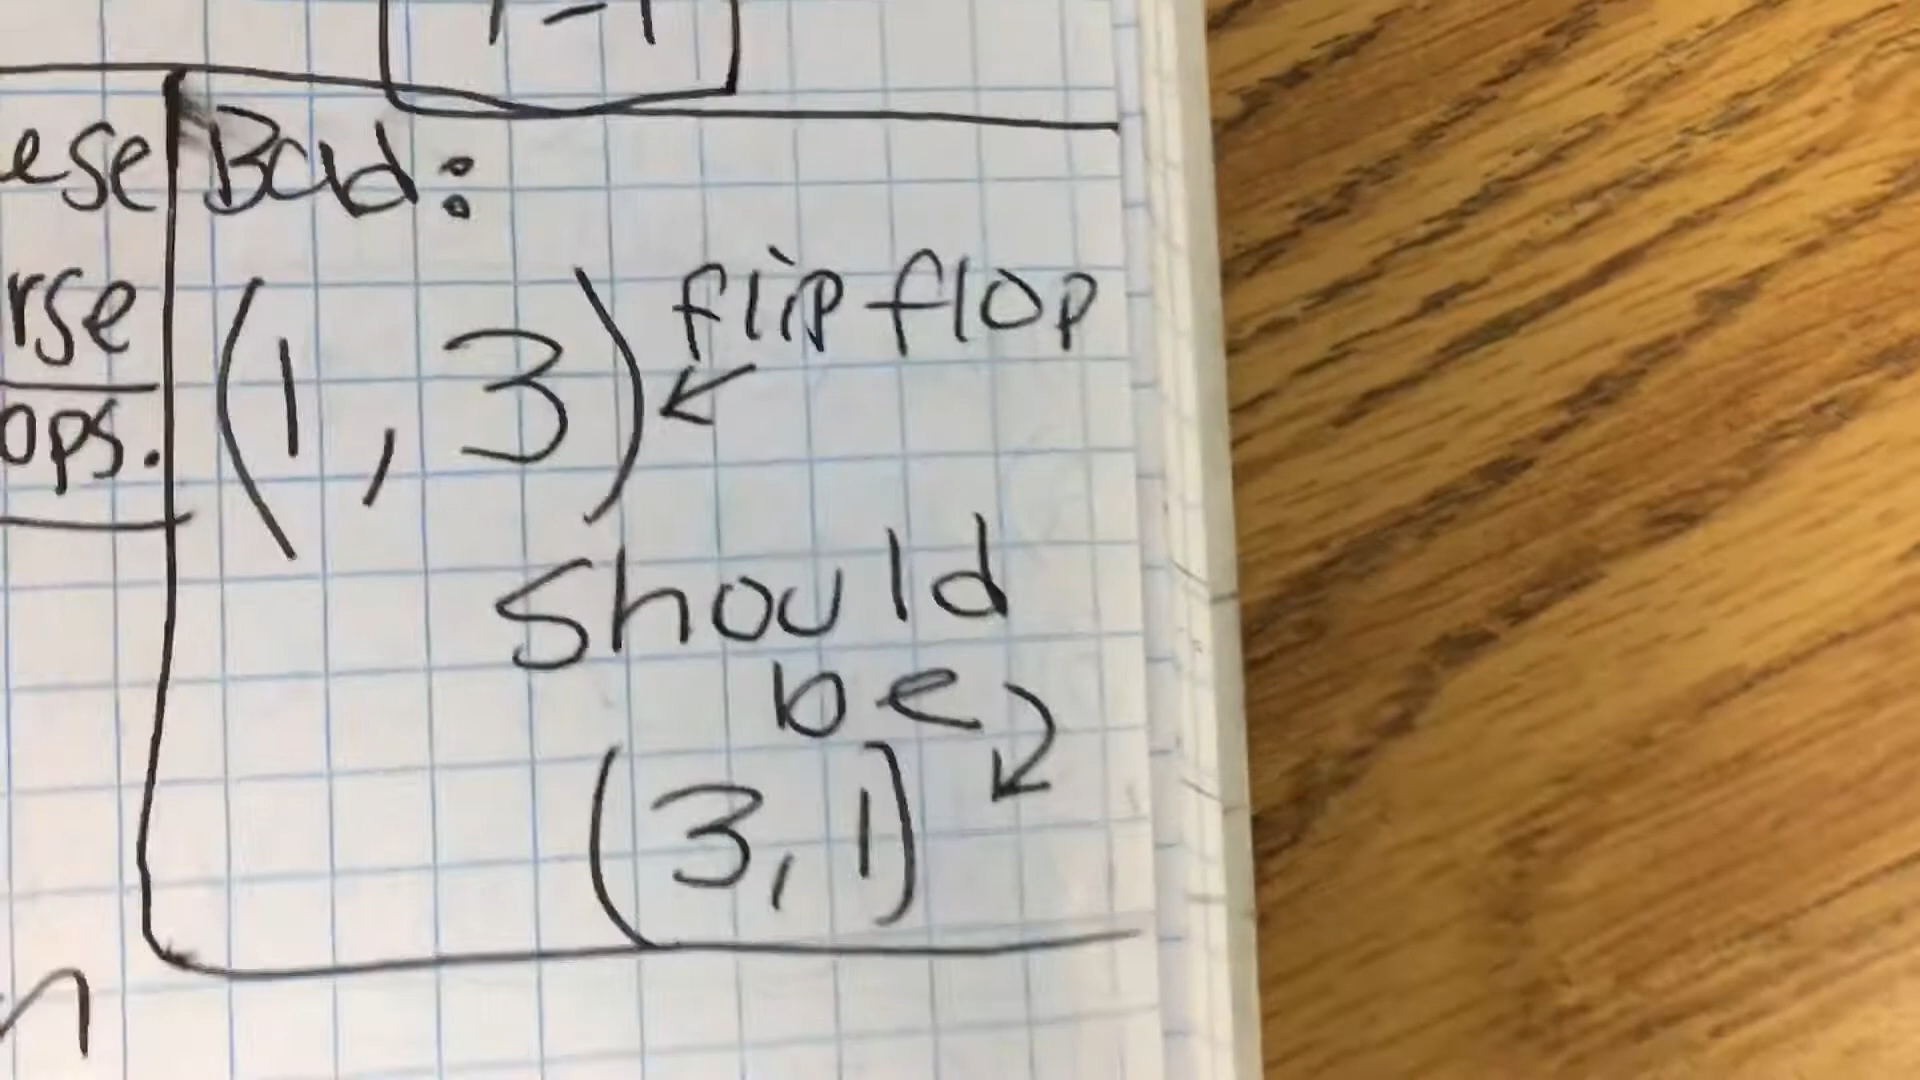 Bad:
ese
flip flop
rse
(1, 3)
ops.
should
be
(3, 1)